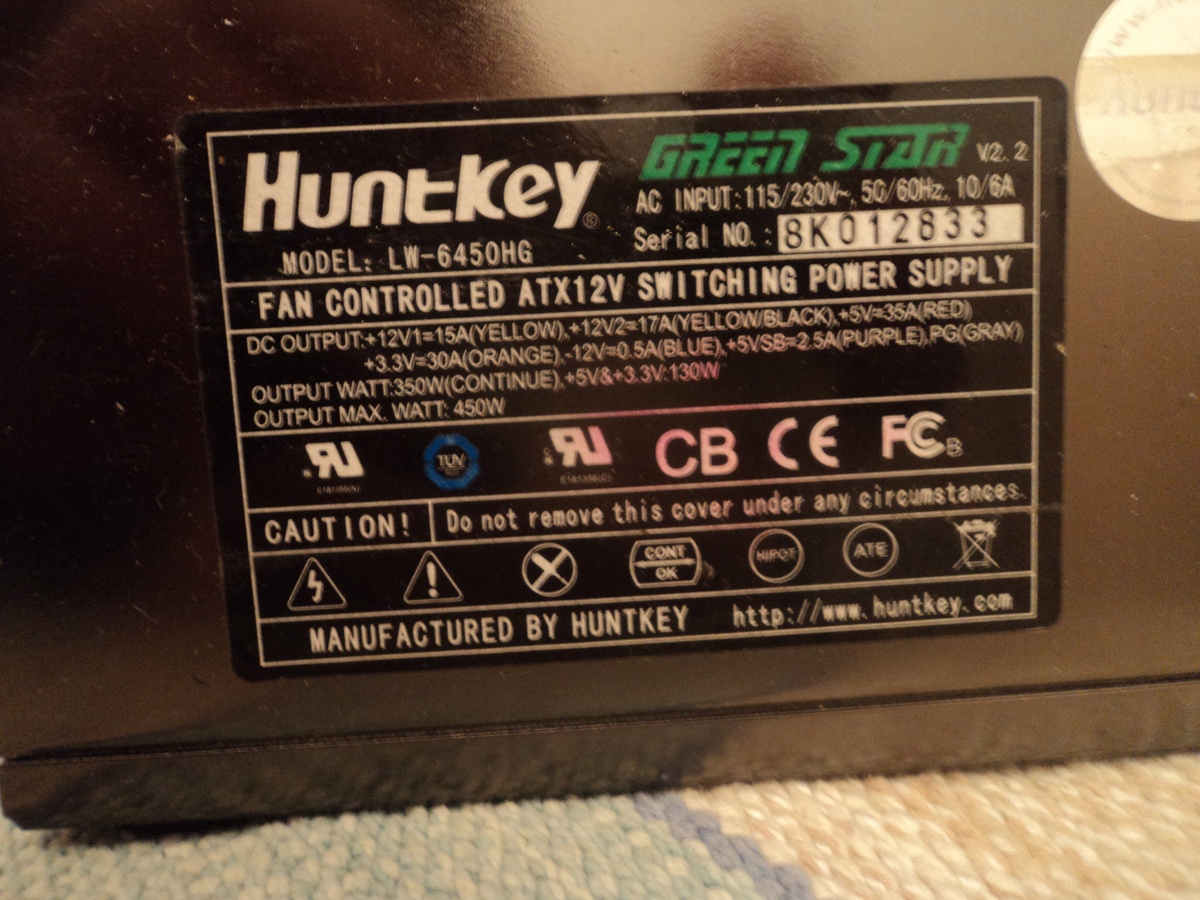 Huntkey®
GREEN STAR V2.2
AC INPUT:115/230V~, 50/60Hz, 10/6A
Serial NO.: 8K012833
MODEL: LW-6450HG
FAN CONTROLLED ATX12V SWITCHING POWER SUPPLY
DC OUTPUT:+12V1=15A(YELLOW),+12V2=17A(YELLOW/BLACK),+5V=35A(RED)
+3.3V=30A(ORANGE),-12V=0.5A(BLUE),+5VSB=2.5A(PURPLE),PG(GRAY)
OUTPUT WATT:350W(CONTINUE),+5V&+3.3V:130W
OUTPUT MAX. WATT: 450W
TUV
CB CE FC B
CAUTION! Do not remove this cover under any circumstances.
CONT
OK
HIPOT
ATE
MANUFACTURED BY HUNTKEY http://www.huntkey.com